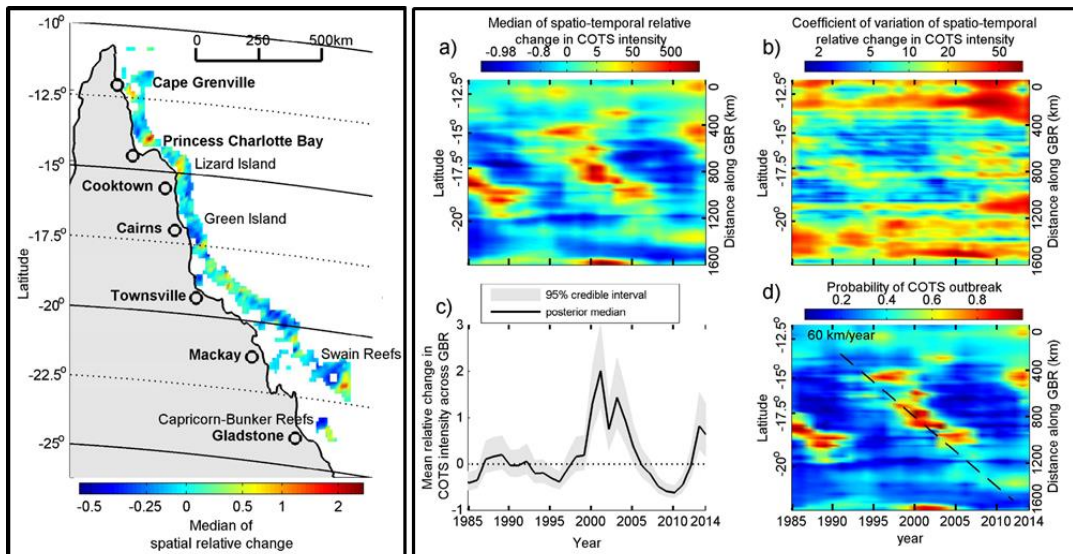 -10°
0 250 500km
Cape Grenville
-12.5°
Princess Charlotte Bay
Lizard Island
-15°
Cooktown
Green Island
Cairns
-17.5°
Latitude
Townsville
-20°
Swain Reefs
Mackay
-22.5°
Capricorn-Bunker Reefs
Gladstone
-25°
-0.5 -0.25 0 0.5 1 2
Median of
spatial relative change
a)
Median of spatio-temporal relative
change in COTS intensity
-0.98 -0.8 0 5 50 500
-12.5°
-15°
-17.5°
-20°
Latitude
0
400
800
1200
1600
Distance along GBR (km)
b)
Coefficient of variation of spatio-temporal
relative change in COTS intensity
2 5 10 20 50
-12.5°
-15°
-17.5°
-20°
Latitude
0
400
800
1200
1600
Distance along GBR (km)
c)
95% credible interval
posterior median
3
2
1
0
-1
Mean relative change in
COTS intensity across GBR
1985 1990 1995 2000 2005 2010 2014
Year
d)
Probability of COTS outbreak
0.2 0.4 0.6 0.8
60 km/year
-12.5°
-15°
-17.5°
-20°
Latitude
0
400
800
1200
1600
Distance along GBR (km)
1985 1990 1995 2000 2005 2010 2014
year